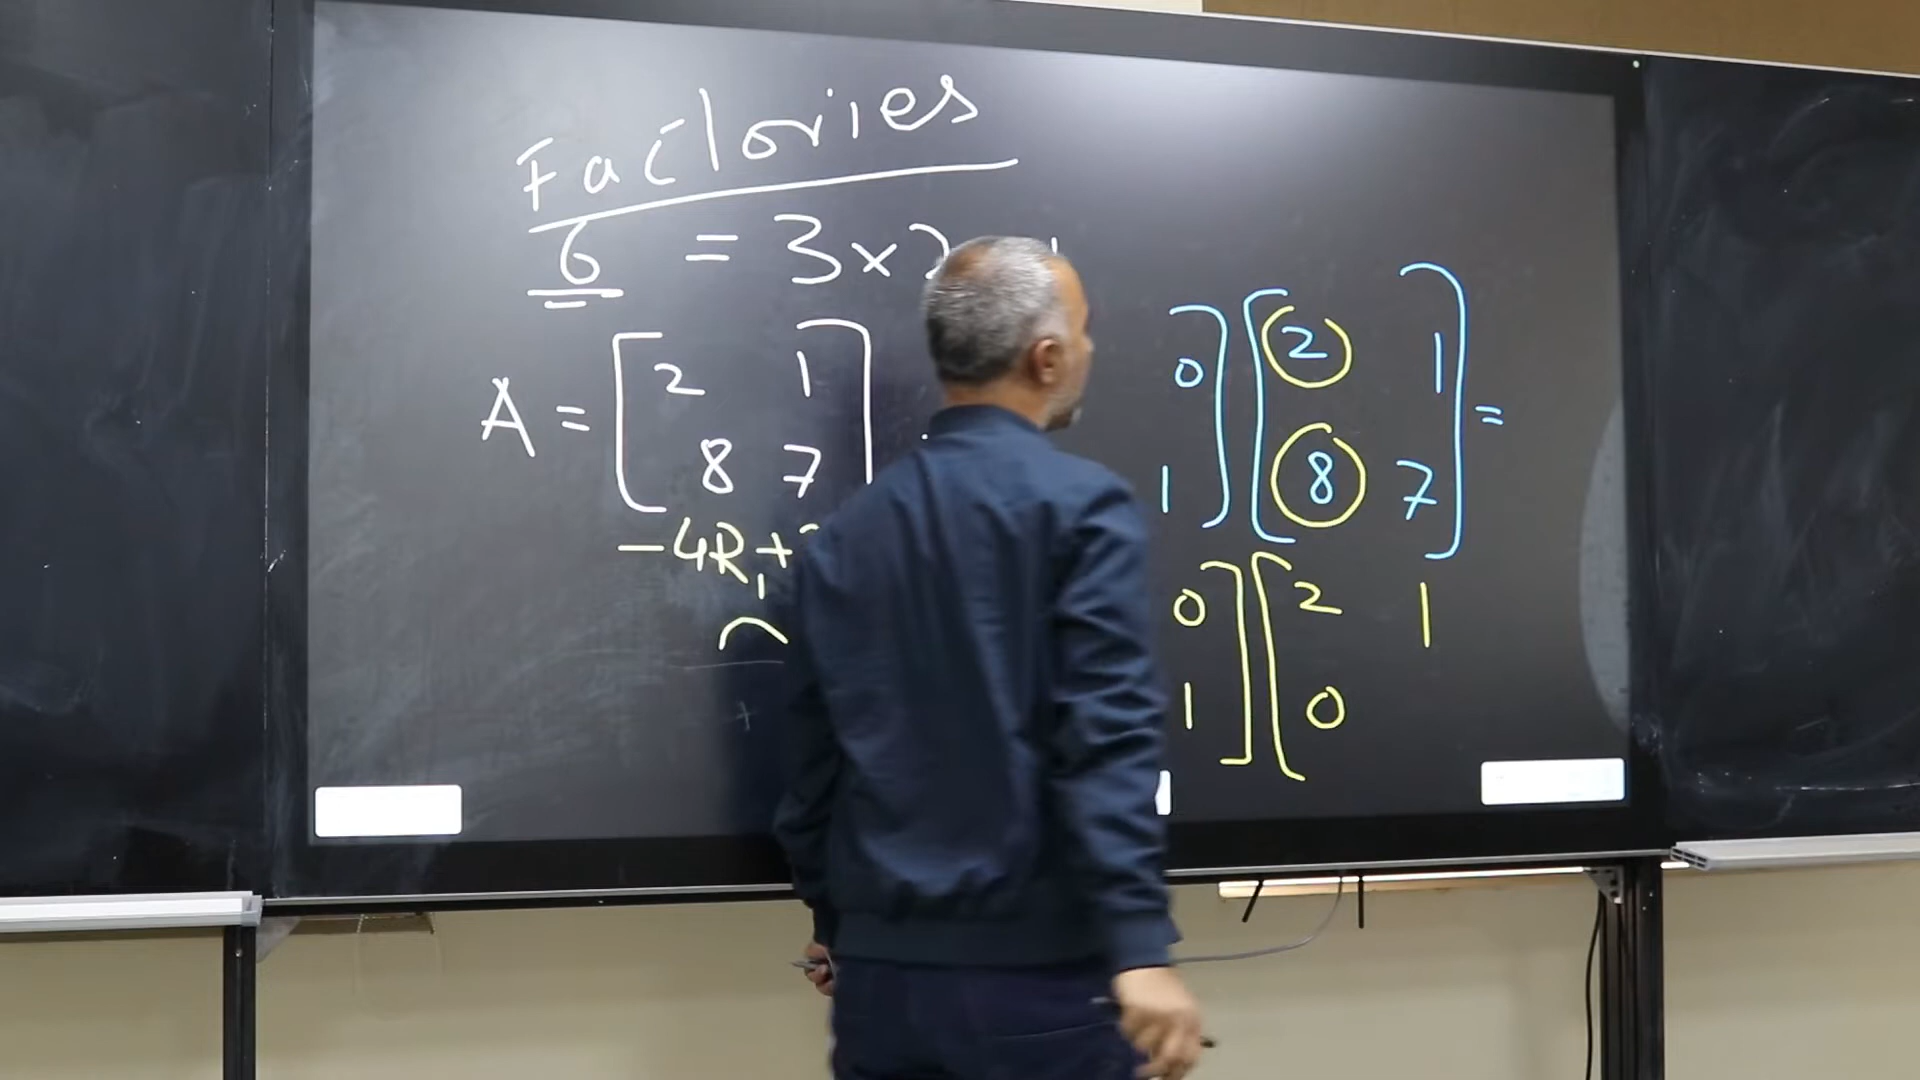 Factories
6 = 3 × 2
A = [ 2 1 ]
[ 8 7 ]
-4R₁ +
0 ] [ 2 1 ] =
1 ] [ 8 7 ]
0 ] [ 2 1
1 ] [ 0